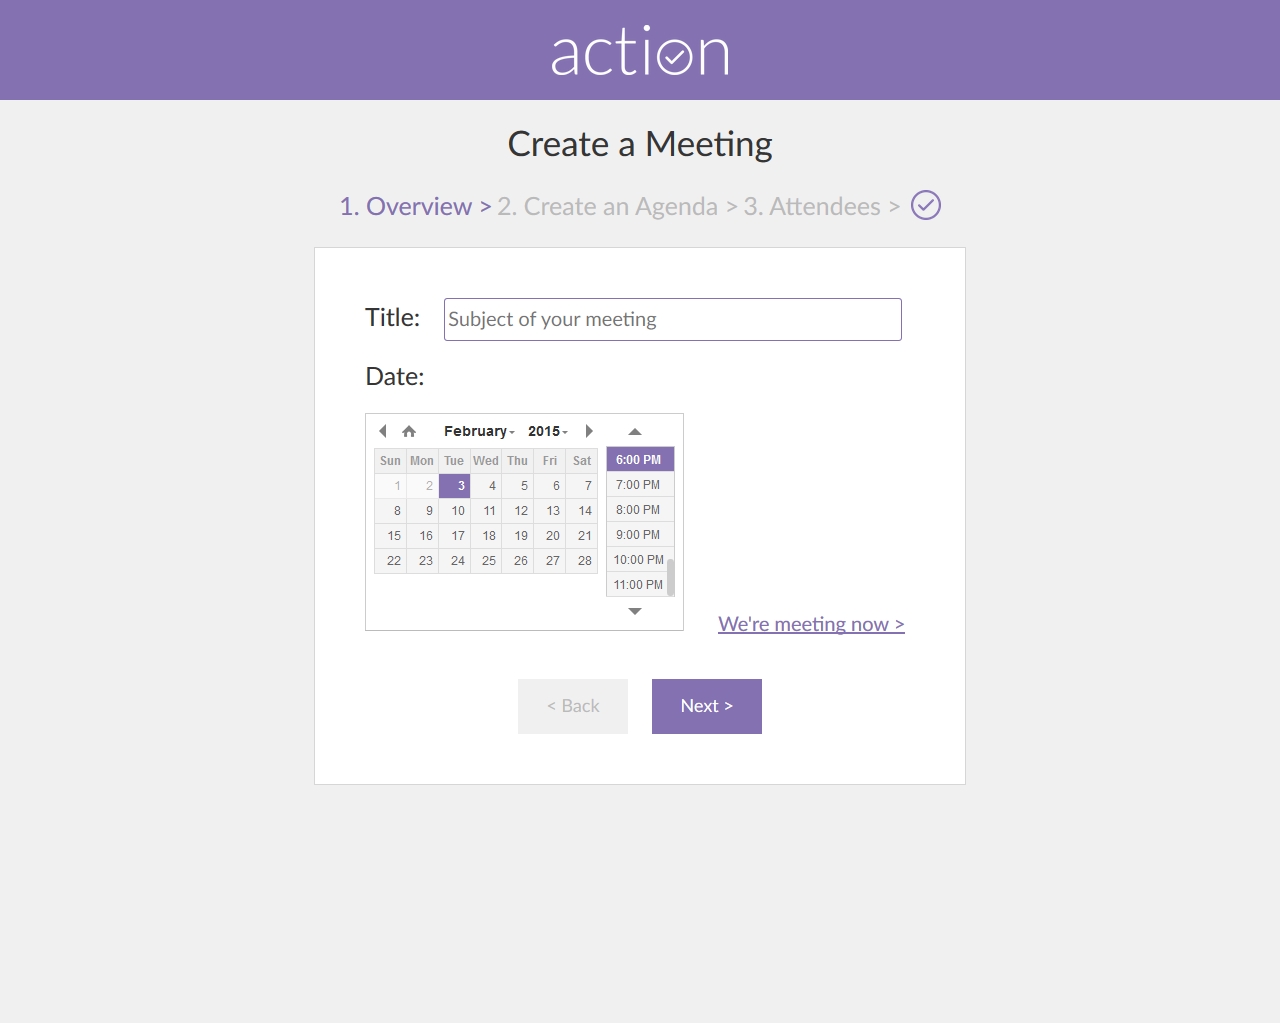 action
Create a Meeting
1. Overview > 2. Create an Agenda > 3. Attendees >
Title: Subject of your meeting
Date:
February 2015
Sun Mon Tue Wed Thu Fri Sat
1 2 3 4 5 6 7
8 9 10 11 12 13 14
15 16 17 18 19 20 21
22 23 24 25 26 27 28
6:00 PM
7:00 PM
8:00 PM
9:00 PM
10:00 PM
11:00 PM
We're meeting now >
< Back Next >